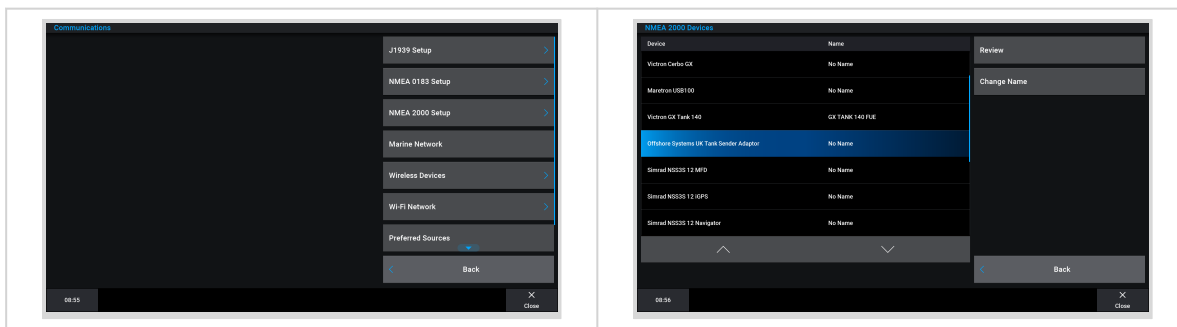 Communications
J1939 Setup
NMEA 0183 Setup
NMEA 2000 Setup
Marine Network
Wireless Devices
Wi-Fi Network
Preferred Sources
Back
08:55
Close
NMEA 2000 Devices
Device Name
Victron Cerbo GX No Name
Maretron USB100 No Name
Victron GX Tank 140 GX TANK 140 FUE
Offshore Systems UK Tank Sender Adaptor No Name
Simrad NSS3S 12 MFD No Name
Simrad NSS3S 12 iGPS No Name
Simrad NSS3S 12 Navigator No Name
Review
Change Name
Back
08:56
Close